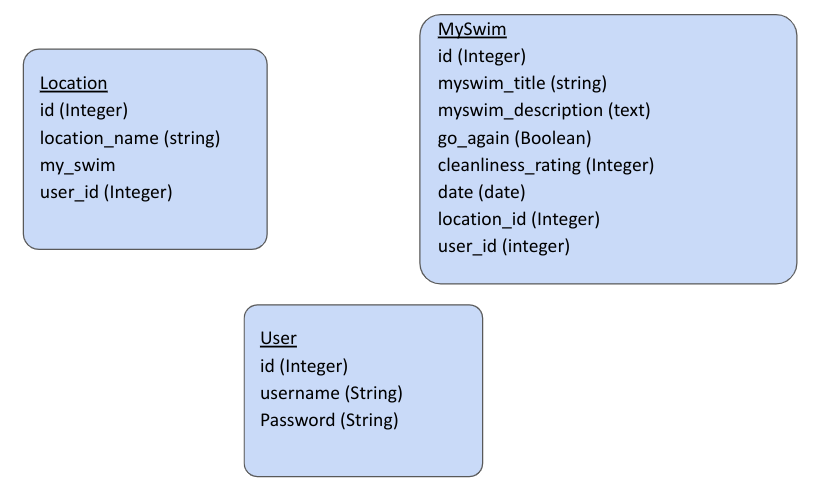 Location
id (Integer)
location_name (string)
my_swim
user_id (Integer)
MySwim
id (Integer)
myswim_title (string)
myswim_description (text)
go_again (Boolean)
cleanliness_rating (Integer)
date (date)
location_id (Integer)
user_id (integer)
User
id (Integer)
username (String)
Password (String)